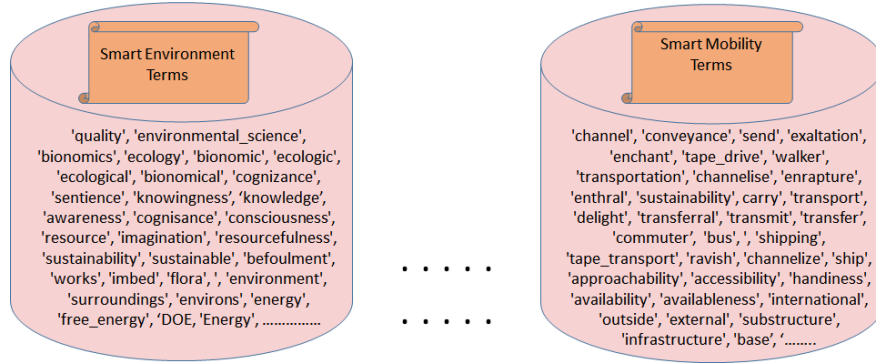 Smart Environment
Terms
'quality', 'environmental_science',
'bionomics', 'ecology', 'bionomic', 'ecologic',
'ecological', 'bionomical', 'cognizance',
'sentience', 'knowingness’, ‘knowledge’,
'awareness', 'cognisance', 'consciousness',
'resource', 'imagination', 'resourcefulness',
'sustainability', 'sustainable', 'befoulment',
'works', 'imbed', 'flora', ', 'environment',
'surroundings', 'environs', 'energy',
'free_energy', ‘DOE, 'Energy', ……………
. . . . .
. . . . .
Smart Mobility
Terms
'channel', 'conveyance', 'send', 'exaltation',
'enchant', 'tape_drive', 'walker',
'transportation', 'channelise', 'enrapture',
'enthral', 'sustainability', carry', 'transport',
'delight', 'transferral', 'transmit', 'transfer’,
'commuter’, 'bus', ', 'shipping',
'tape_transport', 'ravish', 'channelize', 'ship',
'approachability', 'accessibility', 'handiness',
'availability', 'availableness', 'international',
'outside', 'external', 'substructure',
'infrastructure', 'base’, ‘……..